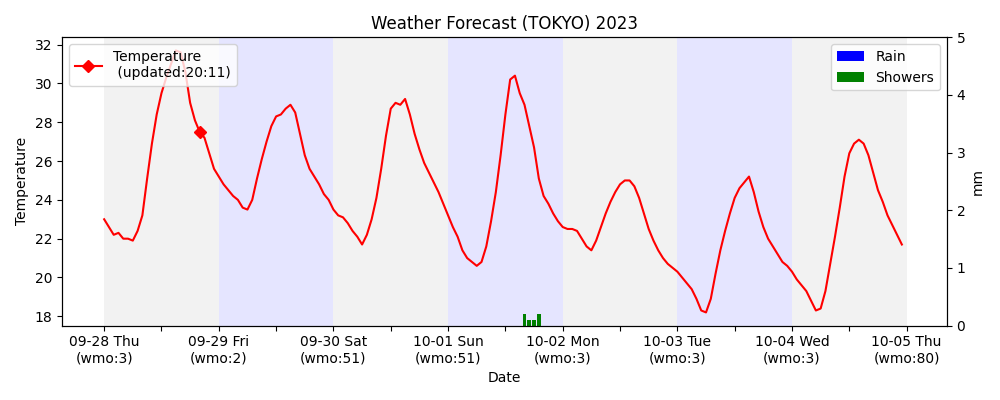 Weather Forecast (TOKYO) 2023
Temperature
(updated:20:11)
Rain
Showers
Temperature
32
30
28
26
24
22
20
18
5
4
3
2
1
0
mm
09-28 Thu
(wmo:3)
09-29 Fri
(wmo:2)
09-30 Sat
(wmo:51)
10-01 Sun
(wmo:51)
10-02 Mon
(wmo:3)
10-03 Tue
(wmo:3)
10-04 Wed
(wmo:3)
10-05 Thu
(wmo:80)
Date